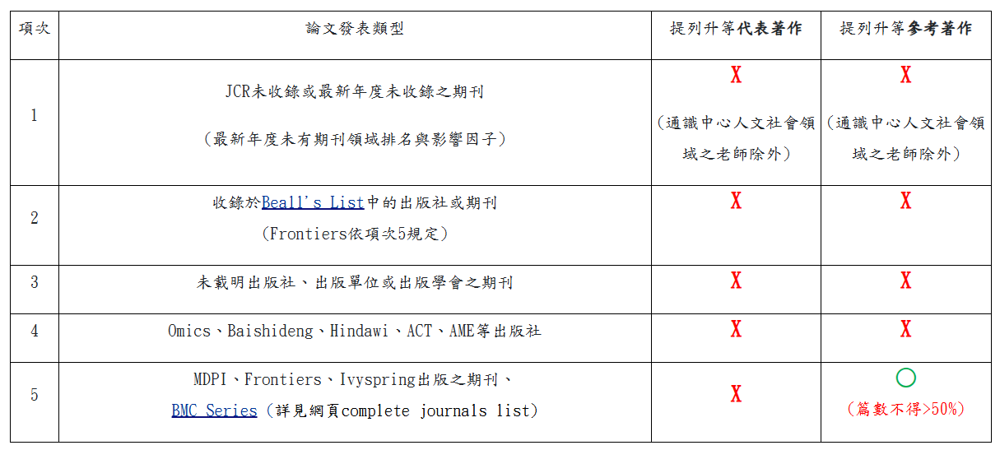 項次
論文發表類型
提列升等代表著作
提列升等參考著作
1
JCR未收錄或最新年度未收錄之期刊
(最新年度未有期刊領域排名與影響因子)
X
(通識中心人文社會領
域之老師除外)
X
(通識中心人文社會領
域之老師除外)
2
收錄於Beall's List中的出版社或期刊
(Frontiers依項次5規定)
X
X
3
未載明出版社、出版單位或出版學會之期刊
X
X
4
Omics、Baishideng、Hindawi、ACT、AME等出版社
X
X
5
MDPI、Frontiers、Ivyspring出版之期刊、
BMC Series (詳見網頁complete journals list)
X
○
(篇數不得>50%)